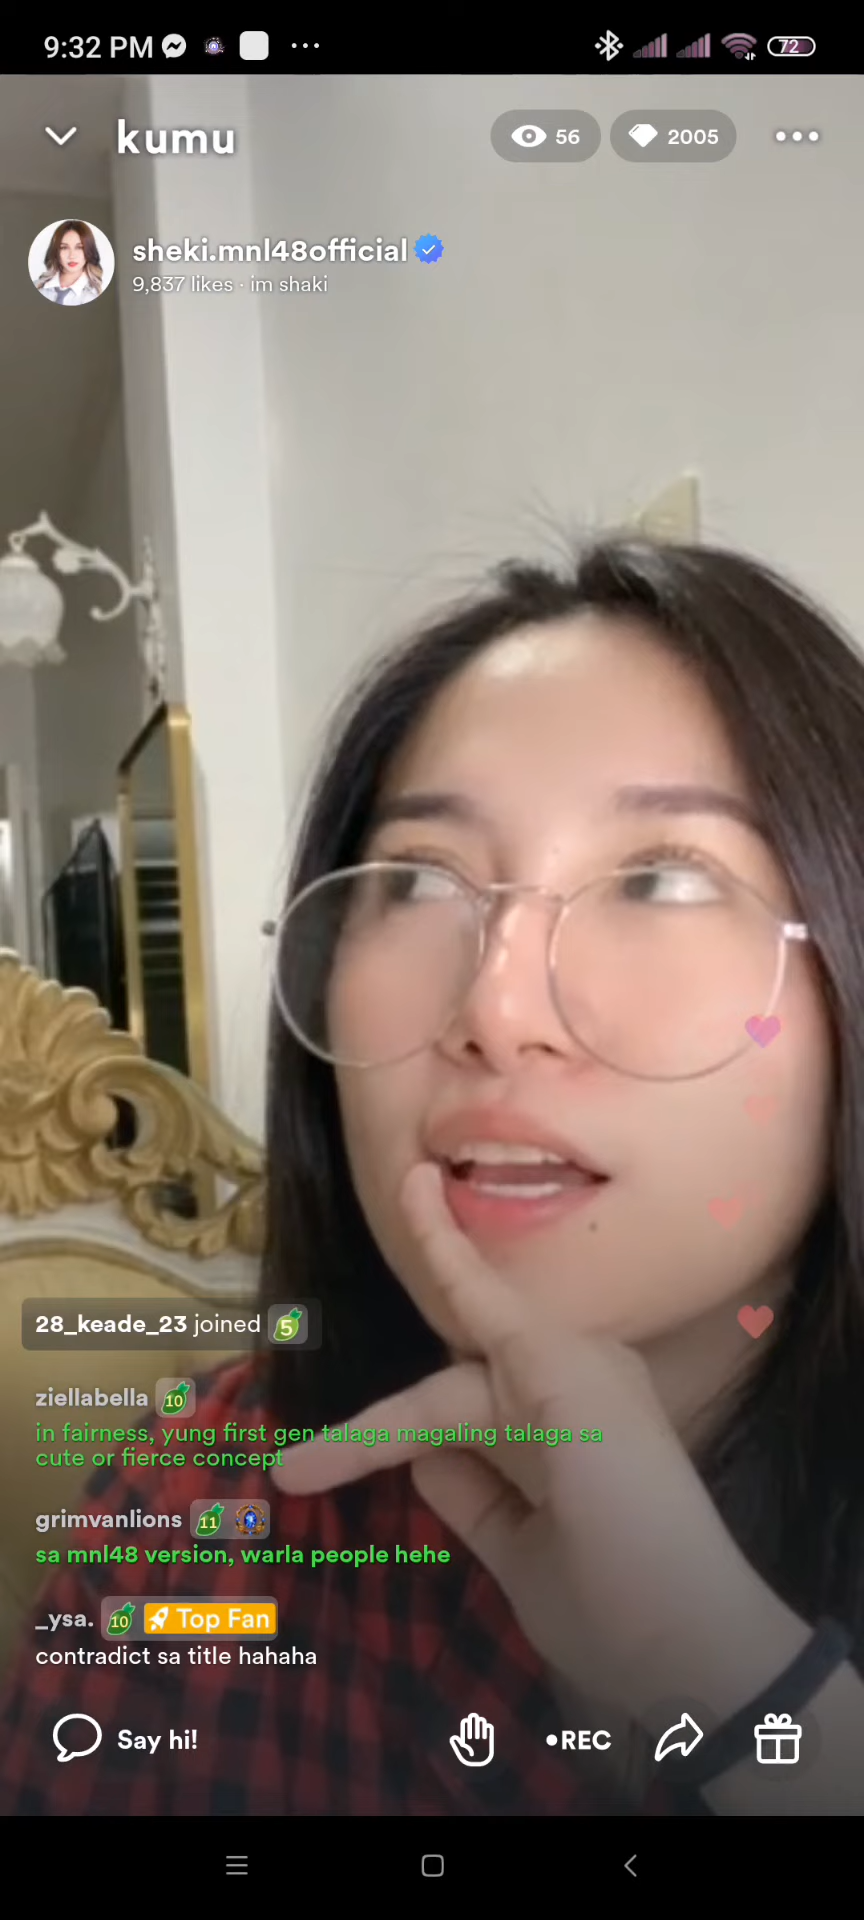 9:32 PM
72
kumu
56
2005
sheki.mnl48official
9,837 likes · im shaki
28_keade_23 joined 5
ziellabella 10
in fairness, yung first gen talaga magaling talaga sa
cute or fierce concept
grimvanlions 11
sa mnl48 version, warla people hehe
_ysa. 10 Top Fan
contradict sa title hahaha
Say hi!
•REC